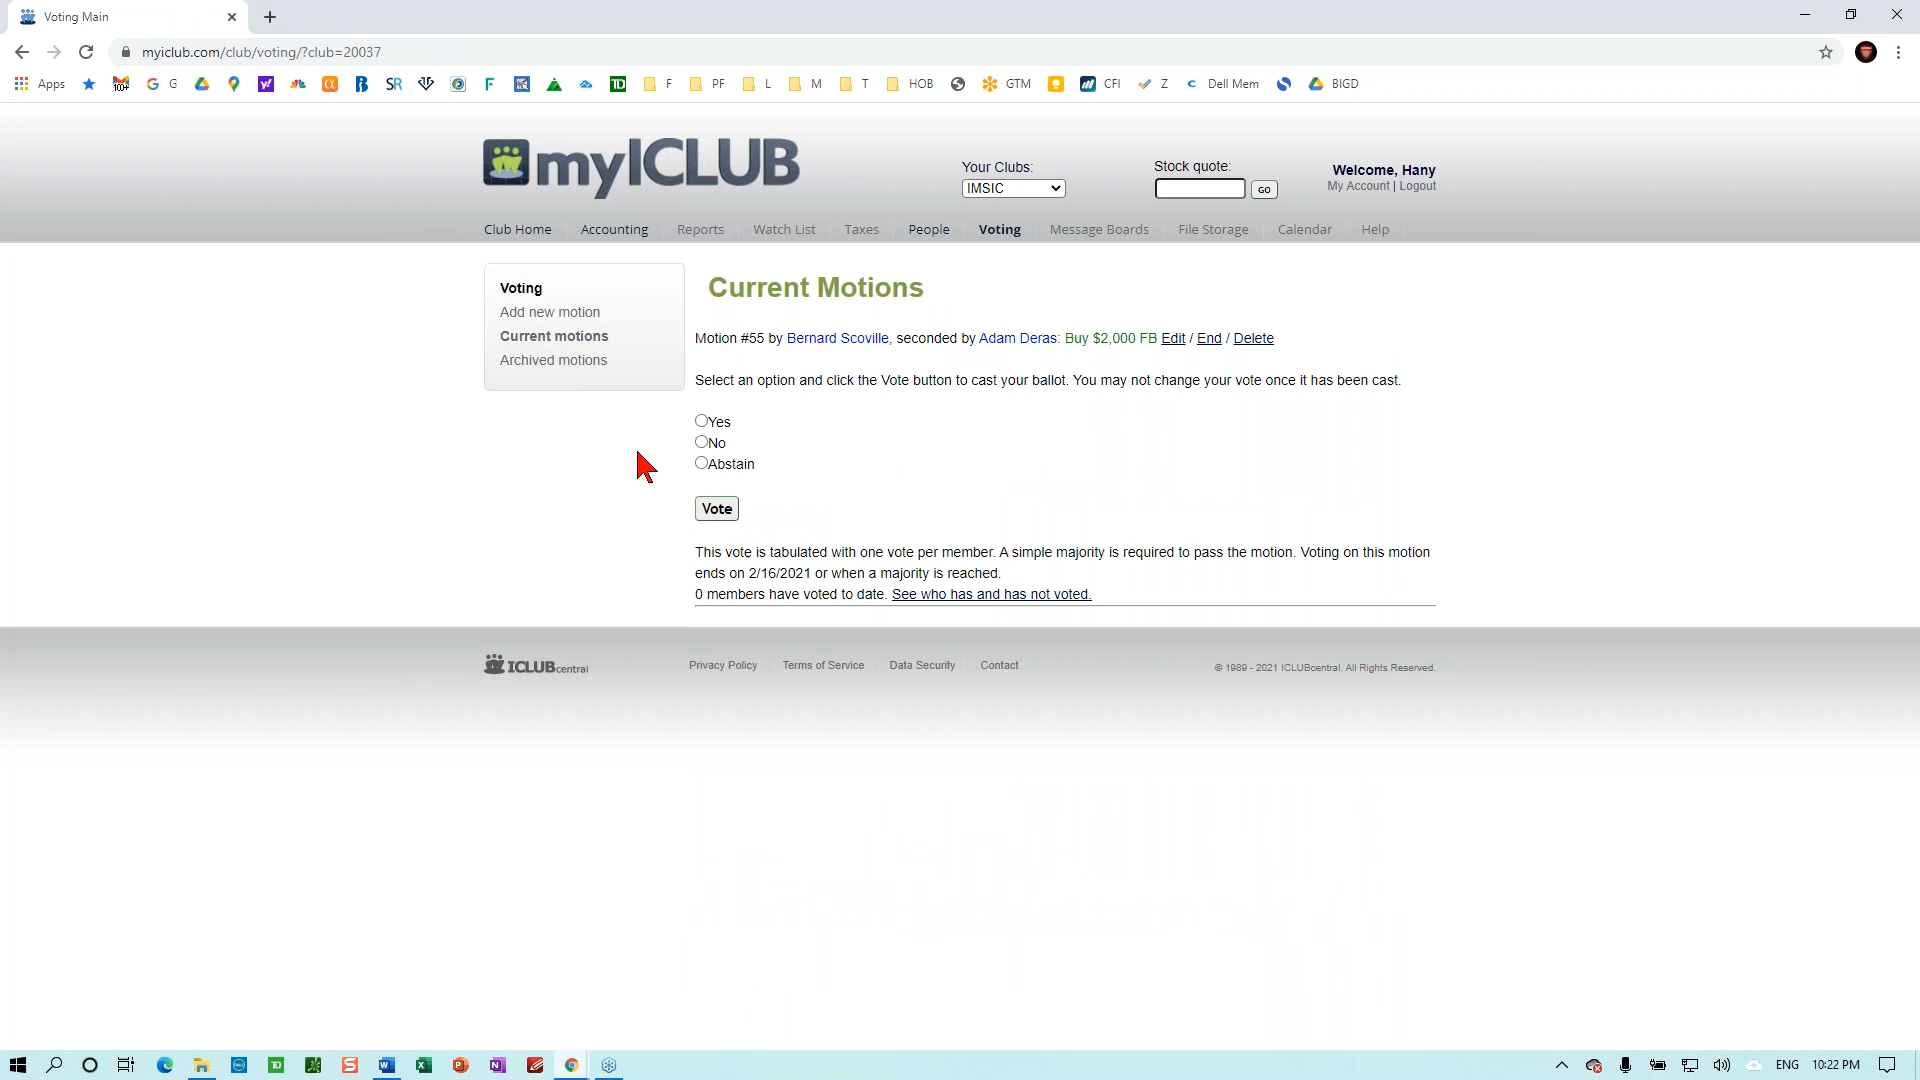 Voting Main
myiclub.com/club/voting/?club=20037
Apps G F PF L M T HOB GTM CFI Z Dell Mem BIGD
myICLUB
Your Clubs:
IMSIC
Stock quote:
GO
Welcome, Hany
My Account | Logout
Club Home Accounting Reports Watch List Taxes People Voting Message Boards File Storage Calendar Help
Voting
Add new motion
Current motions
Archived motions
Current Motions
Motion #55 by Bernard Scoville, seconded by Adam Deras: Buy $2,000 FB Edit / End / Delete
Select an option and click the Vote button to cast your ballot. You may not change your vote once it has been cast.
Yes
No
Abstain
Vote
This vote is tabulated with one vote per member. A simple majority is required to pass the motion. Voting on this motion
ends on 2/16/2021 or when a majority is reached.
0 members have voted to date. See who has and has not voted.
ICLUBcentral
Privacy Policy Terms of Service Data Security Contact
© 1989 - 2021 ICLUBcentral. All Rights Reserved.
ENG 10:22 PM